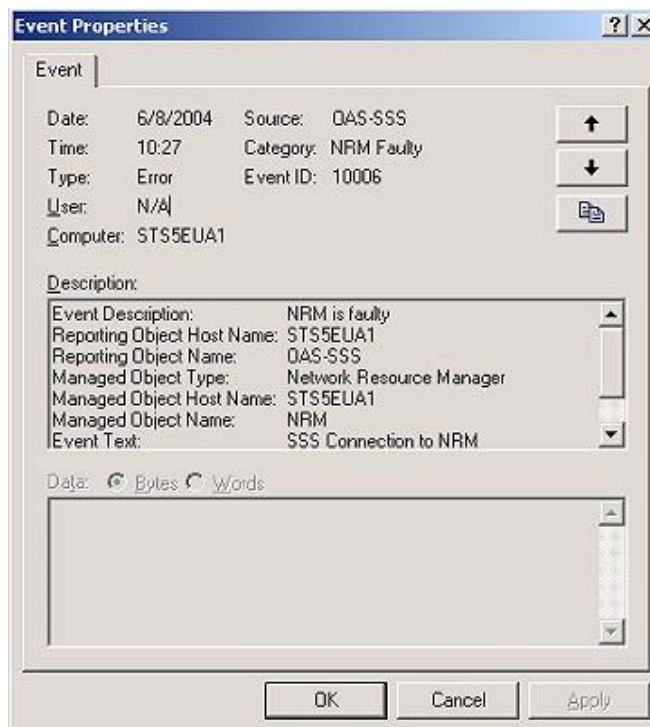 Event Properties
Event
Date: 6/8/2004 Source: OAS-SSS
Time: 10:27 Category: NRM Faulty
Type: Error Event ID: 10006
User: N/A
Computer: STS5EUA1
Description:
Event Description: NRM is faulty
Reporting Object Host Name: STS5EUA1
Reporting Object Name: OAS-SSS
Managed Object Type: Network Resource Manager
Managed Object Host Name: STS5EUA1
Managed Object Name: NRM
Event Text: SSS Connection to NRM
Data: Bytes Words
OK Cancel Apply